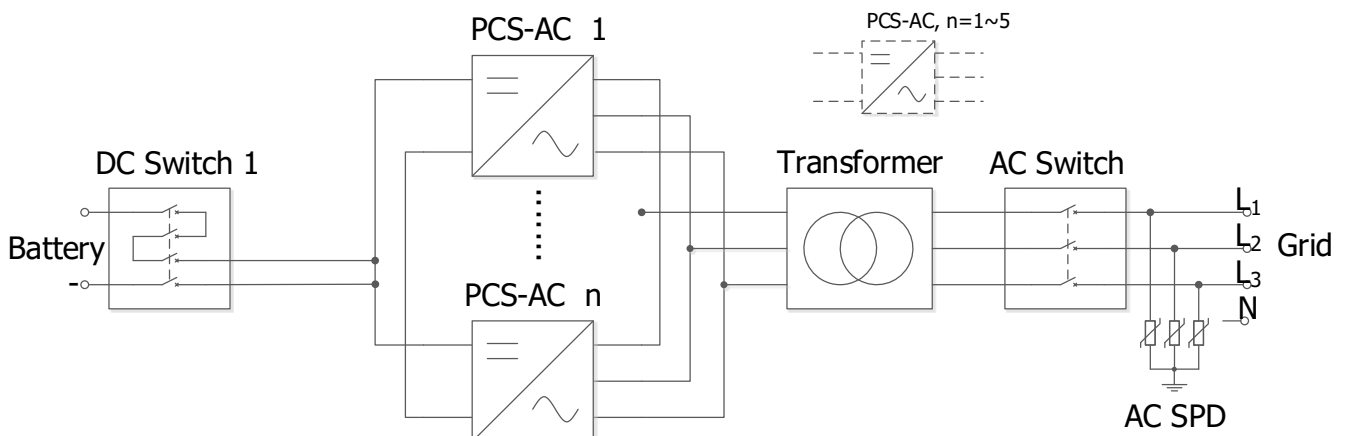 PCS-AC 1
PCS-AC, n=1~5
DC Switch 1
Transformer
AC Switch
L1
L2
Battery
Grid
-
L3
PCS-AC n
N
AC SPD